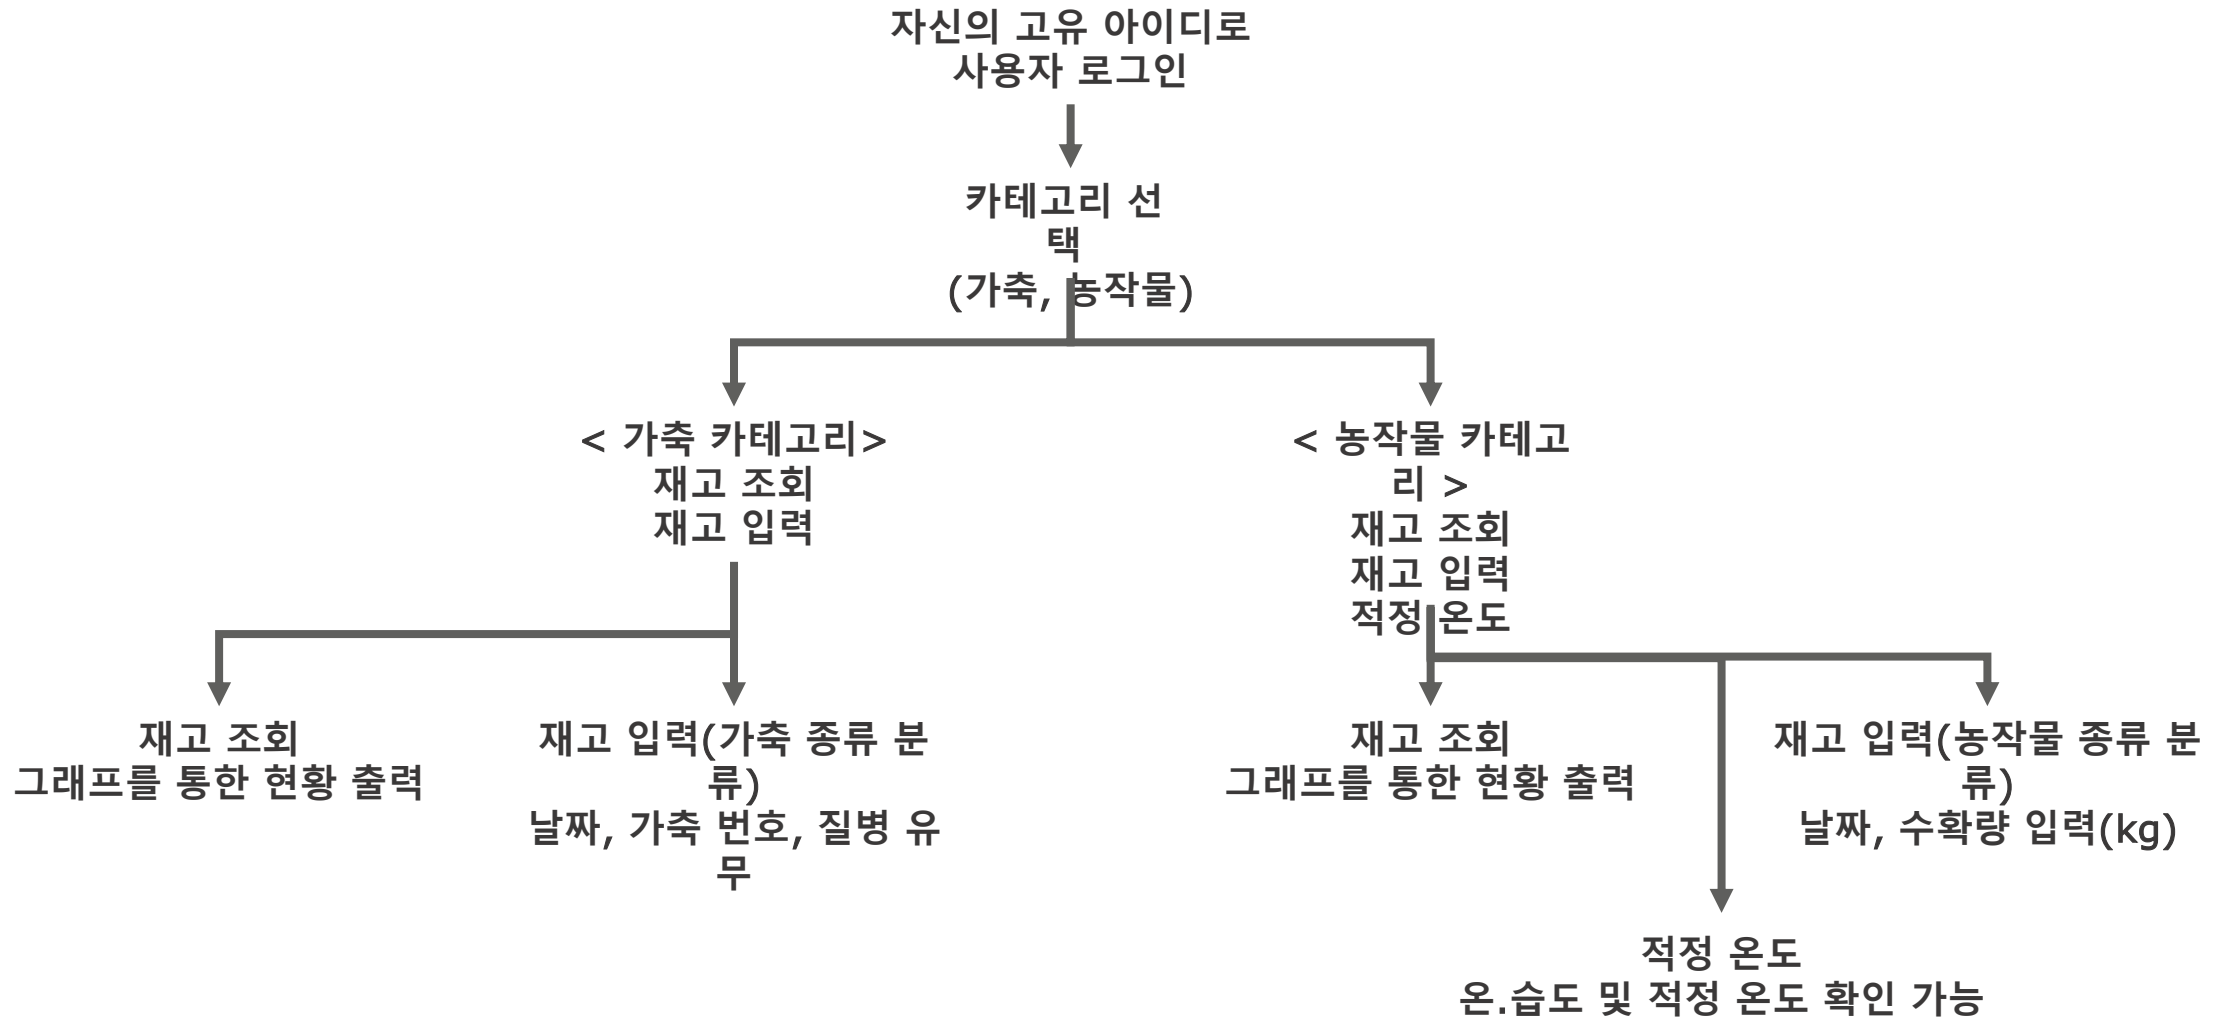 자신의 고유 아이디로
사용자 로그인
카테고리 선
택
(가축, 농작물)
< 가축 카테고리>
재고 조회
재고 입력
< 농작물 카테고
리 >
재고 조회
재고 입력
적정 온도
재고 조회
그래프를 통한 현황 출력
재고 입력(가축 종류 분
류)
날짜, 가축 번호, 질병 유
무
재고 조회
그래프를 통한 현황 출력
재고 입력(농작물 종류 분
류)
날짜, 수확량 입력(kg)
적정 온도
온.습도 및 적정 온도 확인 가능